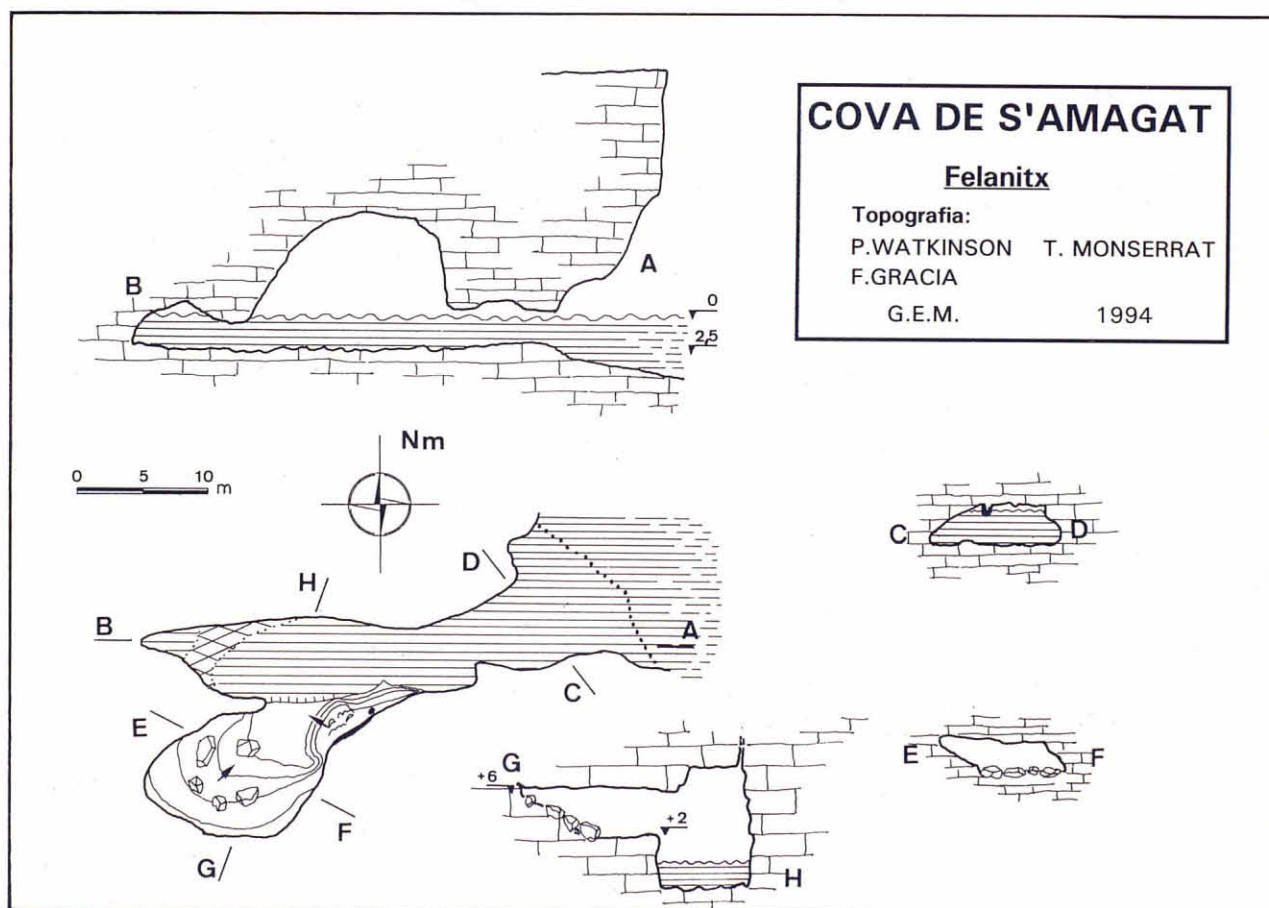 COVA DE S'AMAGAT
Felanitx
Topografia:
P.WATKINSON T. MONSERRAT
F.GRACIA
G.E.M. 1994
A
B
0
2,5
Nm
0 5 10 m
C D
D
H
B
A
C
E
F
G
G
+6
+2
H
E F